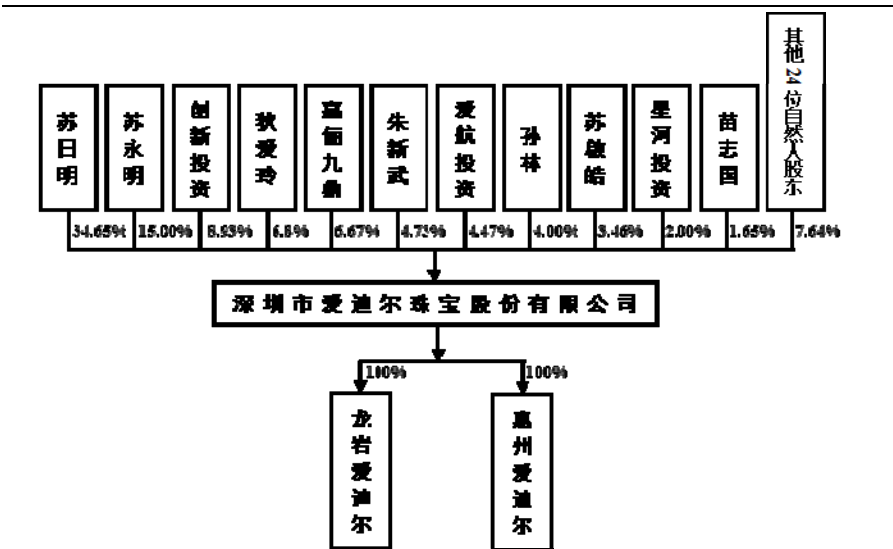 苏日明
苏永明
创新投资
狄爱玲
嘉俪九鼎
朱新武
爱航投资
孙林
苏啟皓
星河投资
苗志国
其他24位自然人股东
34.65%
15.00%
8.93%
6.8%
6.67%
4.73%
4.47%
4.00%
3.46%
2.00%
1.65%
7.64%
深圳市爱迪尔珠宝股份有限公司
100%
100%
龙岩爱迪尔
惠州爱迪尔